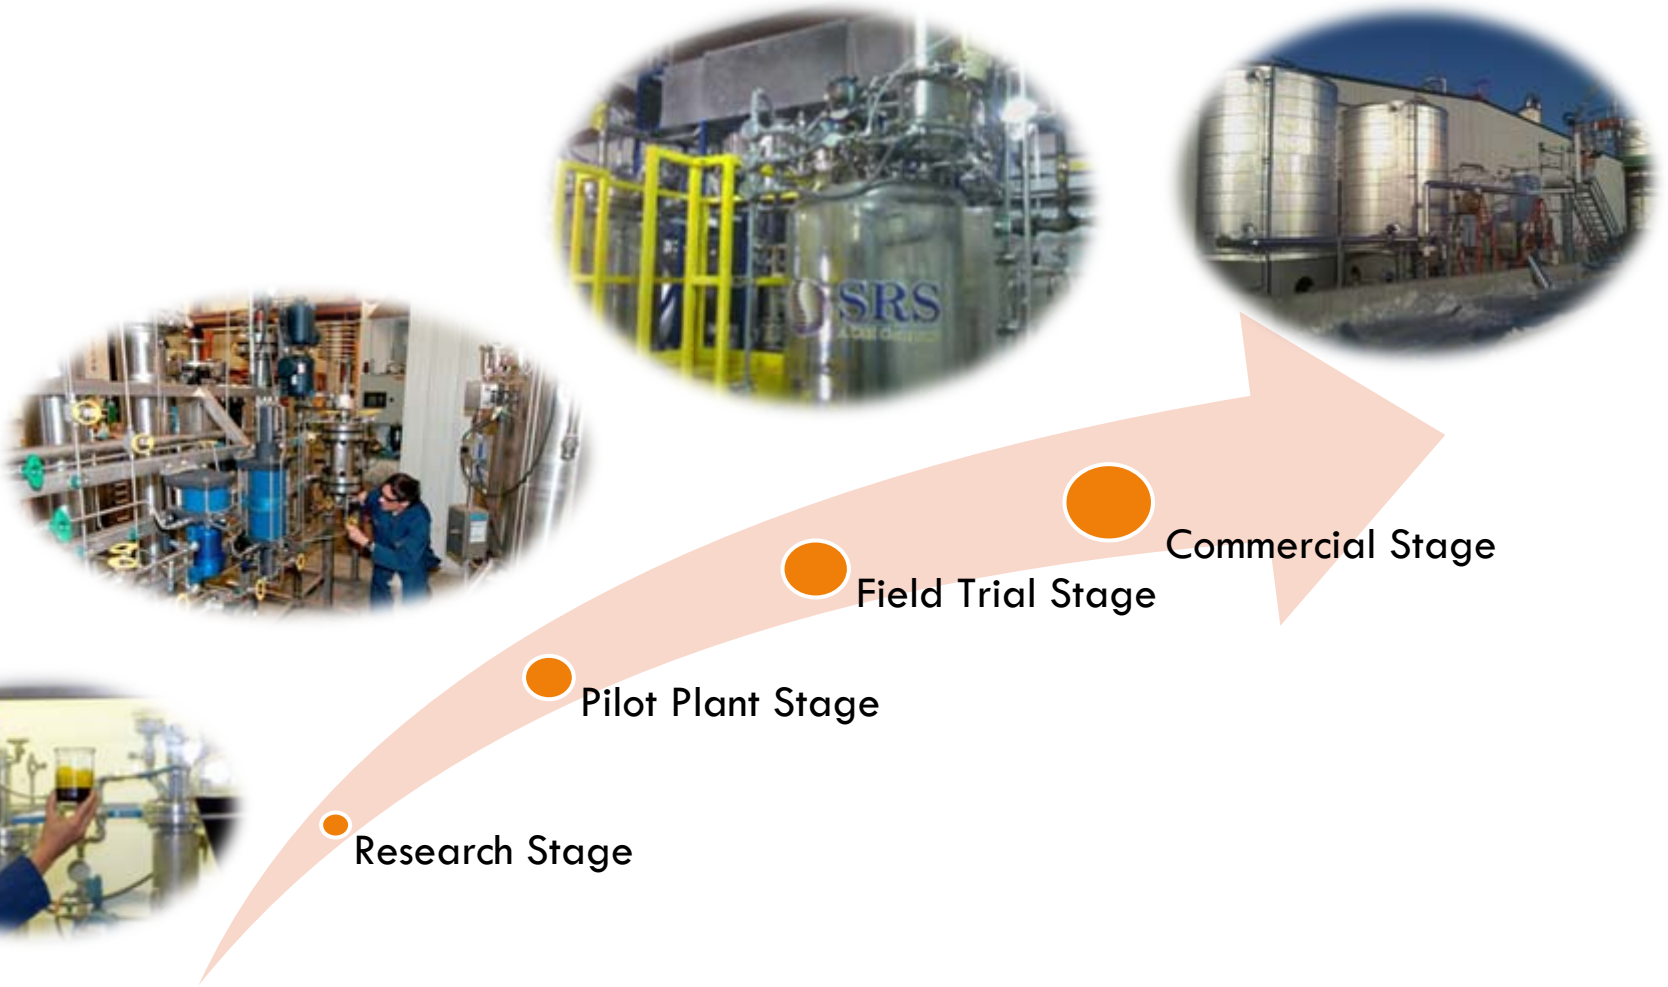 SRS
Research Stage
Pilot Plant Stage
Field Trial Stage
Commercial Stage